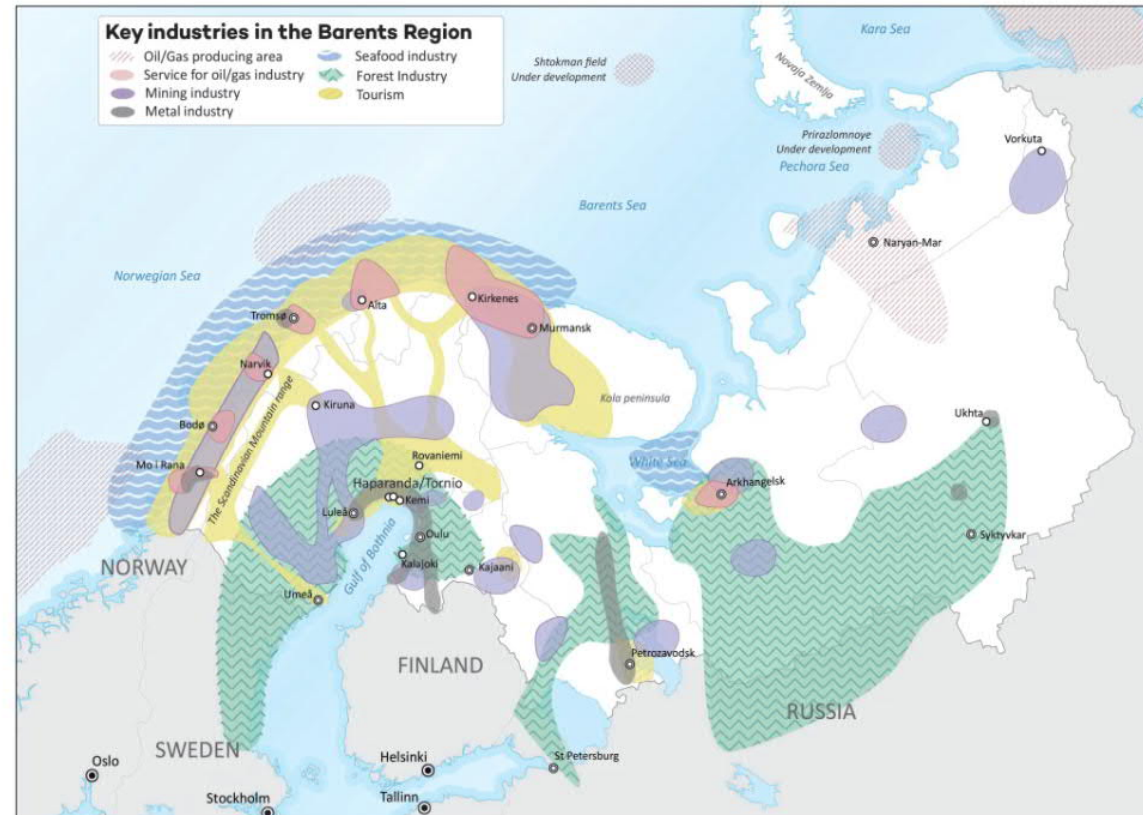 Key industries in the Barents Region
Oil/Gas producing area
Service for oil/gas industry
Mining industry
Metal industry
Seafood industry
Forest Industry
Tourism
Kara Sea
Novaja Zemlja
Shtokman field
Under development
Prirazlomnoye
Under development
Pechora Sea
Vorkuta
Barents Sea
Naryan-Mar
Norwegian Sea
Kirkenes
Alta
Tromsø
Murmansk
Narvik
Kola peninsula
Kiruna
The Scandinavian Mountain range
Ukhta
Bodø
Rovaniemi
White Sea
Mo i Rana
Haparanda/Tornio
Arkhangelsk
Kemi
Luleå
Oulu
Syktyvkar
Gulf of Bothnia
Kalajoki
NORWAY
Kajaani
Umeå
FINLAND
Petrozavodsk
RUSSIA
SWEDEN
Oslo
Helsinki
St Petersburg
Stockholm
Tallinn